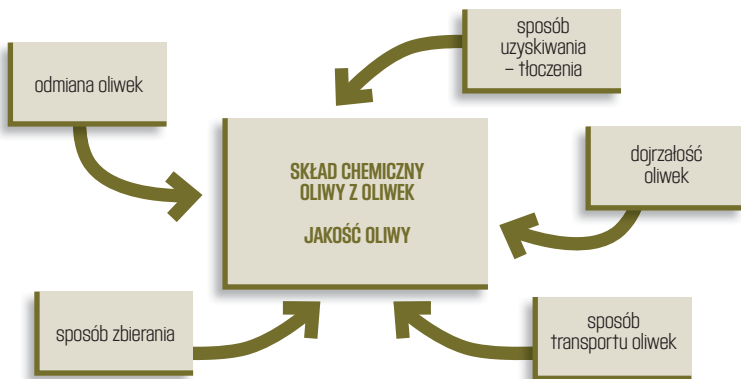 sposób
uzyskiwania
– tłoczenia
odmiana oliwek
SKŁAD CHEMICZNY
OLIWY Z OLIWEK
JAKOŚĆ OLIWY
dojrzałość
oliwek
sposób zbierania
sposób
transportu oliwek